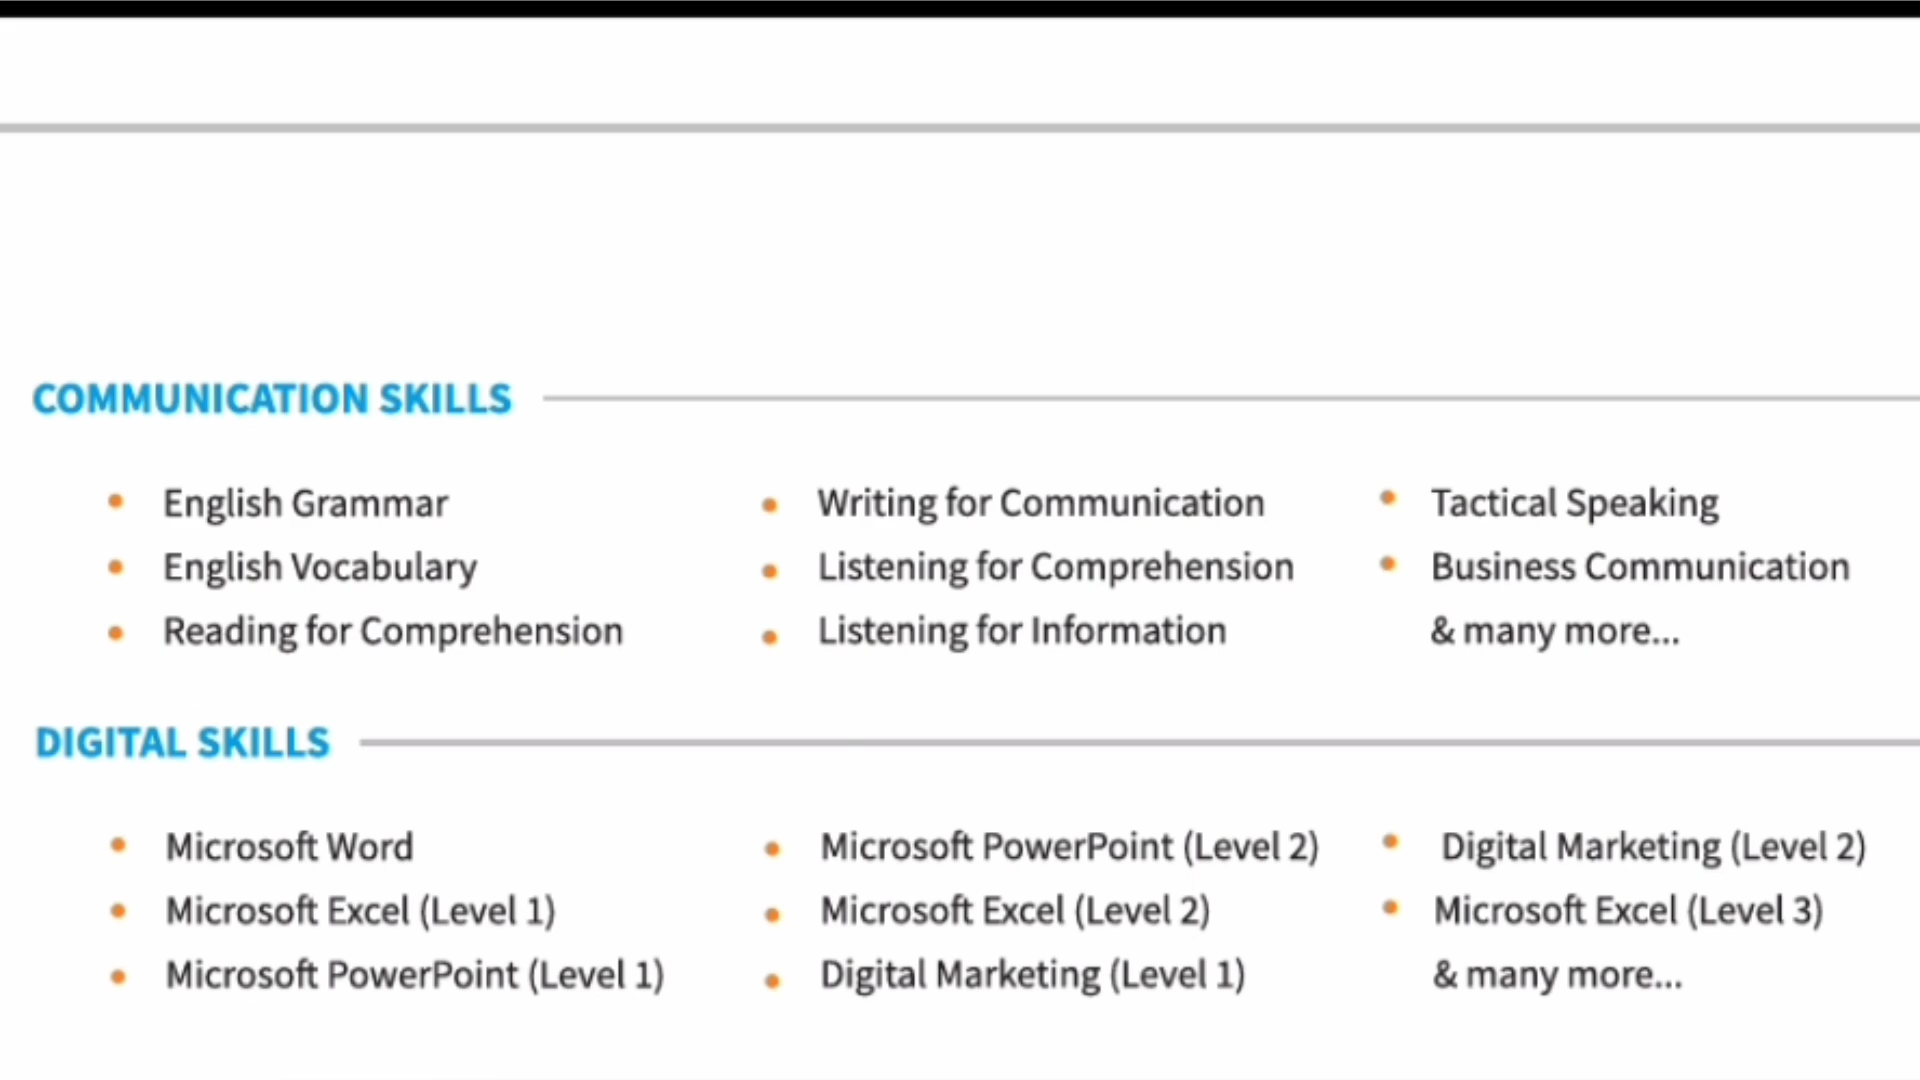 COMMUNICATION SKILLS
English Grammar
English Vocabulary
Reading for Comprehension
Writing for Communication
Listening for Comprehension
Listening for Information
Tactical Speaking
Business Communication
& many more...
DIGITAL SKILLS
Microsoft Word
Microsoft Excel (Level 1)
Microsoft PowerPoint (Level 1)
Microsoft PowerPoint (Level 2)
Microsoft Excel (Level 2)
Digital Marketing (Level 1)
Digital Marketing (Level 2)
Microsoft Excel (Level 3)
& many more...